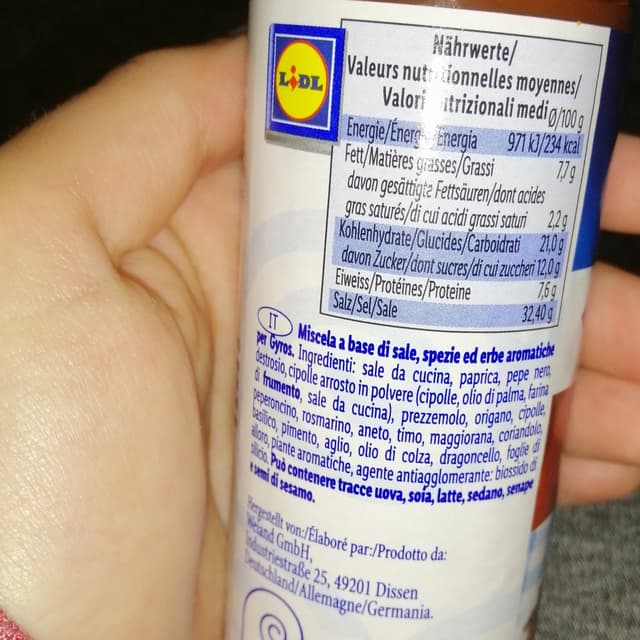 LIDL
Nährwerte/
Valeurs nutritionnelles moyennes/
Valori nutrizionali medi Ø/100 g
Energie/Énergie/Energia 971 kJ/234 kcal
Fett/Matières grasses/Grassi 7,7 g
davon gesättigte Fettsäuren/dont acides
gras saturés/di cui acidi grassi saturi 2,2 g
Kohlenhydrate/Glucides/Carboidrati 21,0 g
davon Zucker/dont sucres/di cui zuccheri 12,0 g
Eiweiss/Protéines/Proteine 7,6 g
Salz/Sel/Sale 32,40 g
IT Miscela a base di sale, spezie ed erbe aromatiche
per Gyros. Ingredienti: sale da cucina, paprica, pepe nero,
destrosio, cipolle arrosto in polvere (cipolle, olio di palma, farina
di frumento, sale da cucina), prezzemolo, origano, cipolle,
peperoncino, rosmarino, aneto, timo, maggiorana, coriandolo,
basilico, pimento, aglio, olio di colza, dragoncello, foglie di
alloro, piante aromatiche, agente antiagglomerante: biossido di
silicio. Può contenere tracce uova, soia, latte, sedano, senape
e semi di sesamo.
Hergestellt von:/Élaboré par:/Prodotto da:
Wiegand GmbH,
Industriestraße 25, 49201 Dissen
Deutschland/Allemagne/Germania.